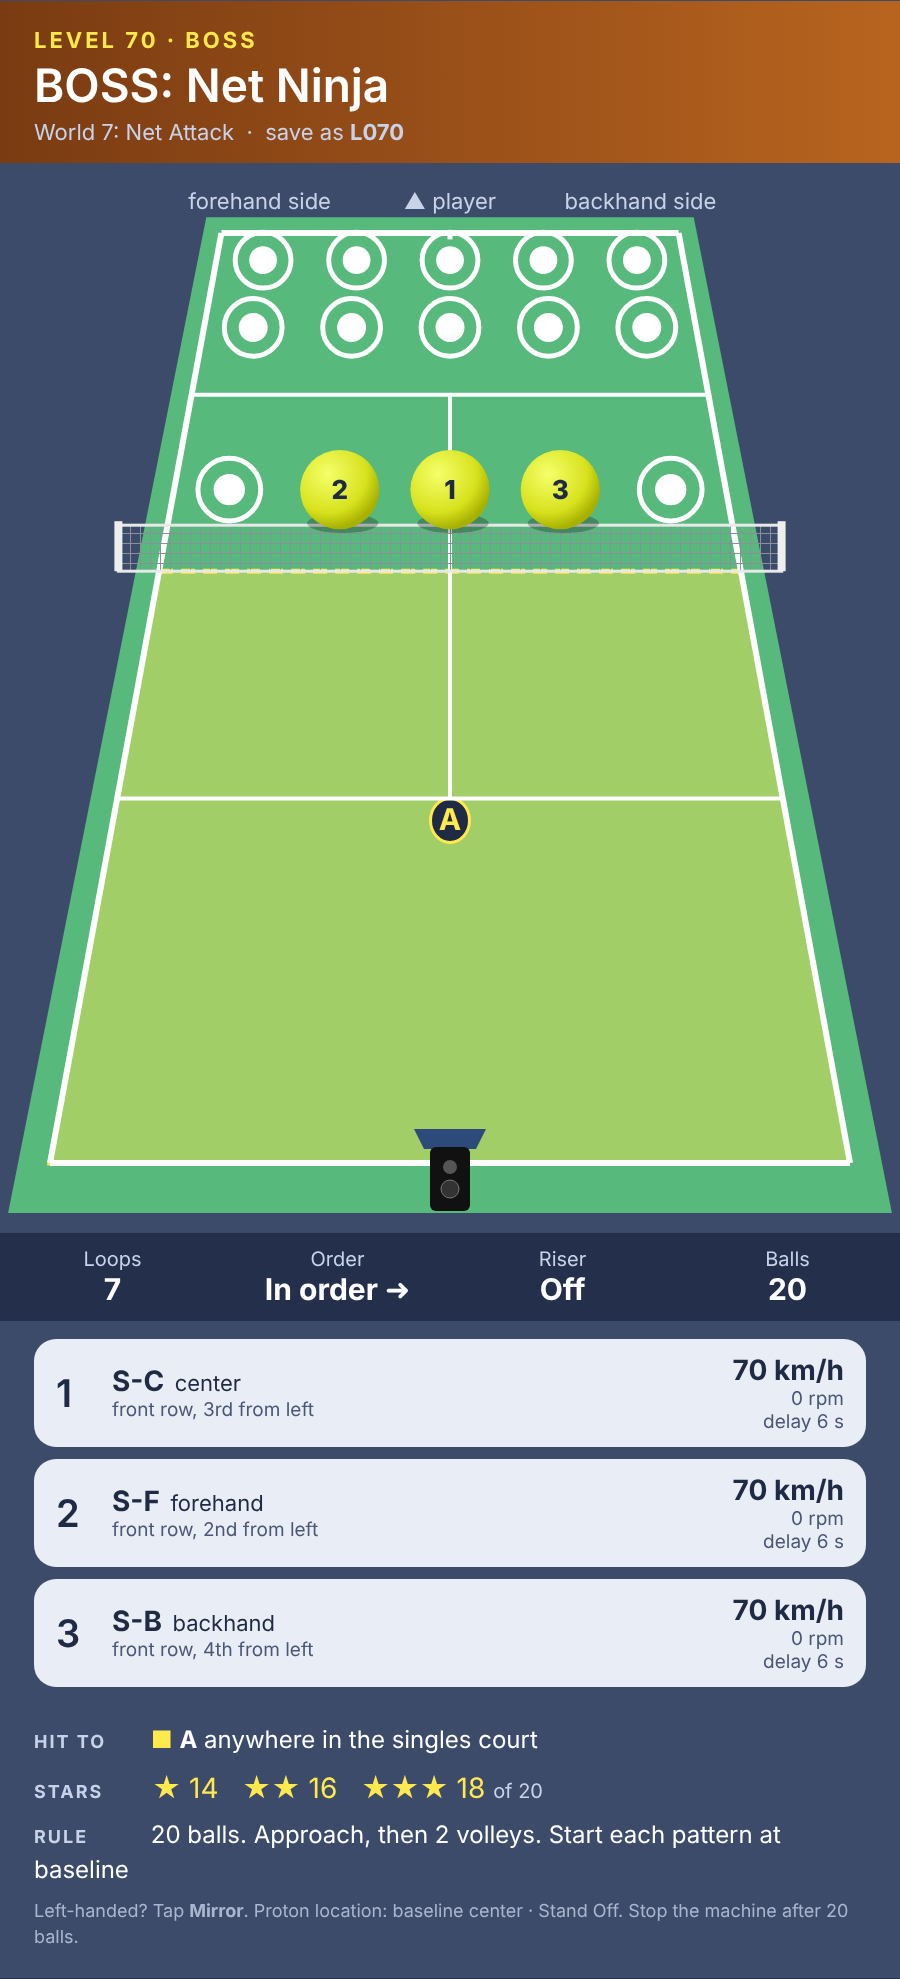 LEVEL 70 · BOSS
BOSS: Net Ninja
World 7: Net Attack · save as L070
forehand side ▲ player backhand side
2 1 3
A
Loops Order Riser Balls
7 In order ➜ Off 20
1 S-C center 70 km/h
front row, 3rd from left 0 rpm
delay 6 s
2 S-F forehand 70 km/h
front row, 2nd from left 0 rpm
delay 6 s
3 S-B backhand 70 km/h
front row, 4th from left 0 rpm
delay 6 s
HIT TO ■ A anywhere in the singles court
STARS ★ 14 ★★ 16 ★★★ 18 of 20
RULE 20 balls. Approach, then 2 volleys. Start each pattern at
baseline
Left-handed? Tap Mirror. Proton location: baseline center · Stand Off. Stop the machine after 20
balls.